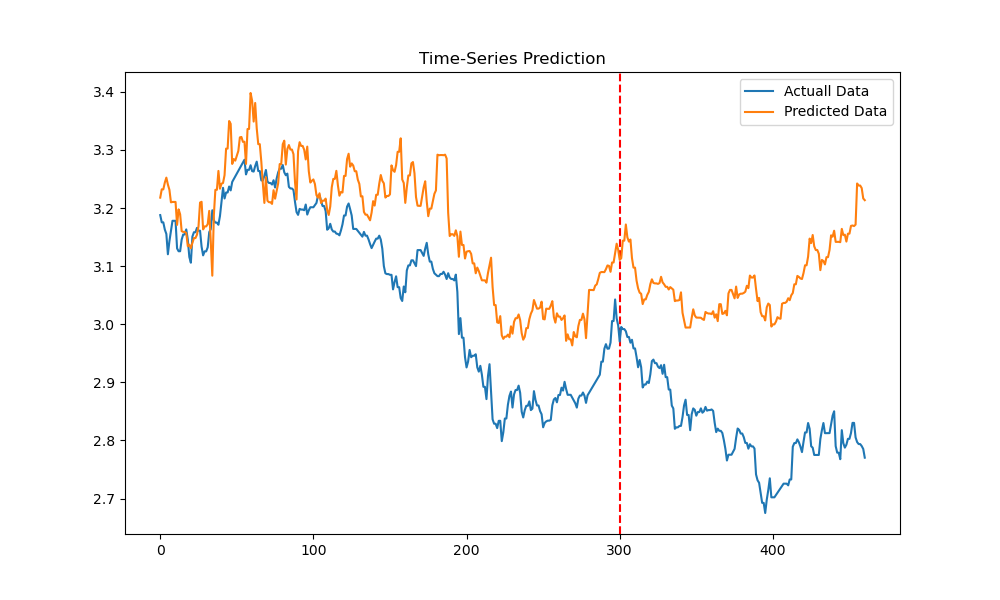 Time-Series Prediction
Actuall Data
Predicted Data
3.4
3.3
3.2
3.1
3.0
2.9
2.8
2.7
0 100 200 300 400